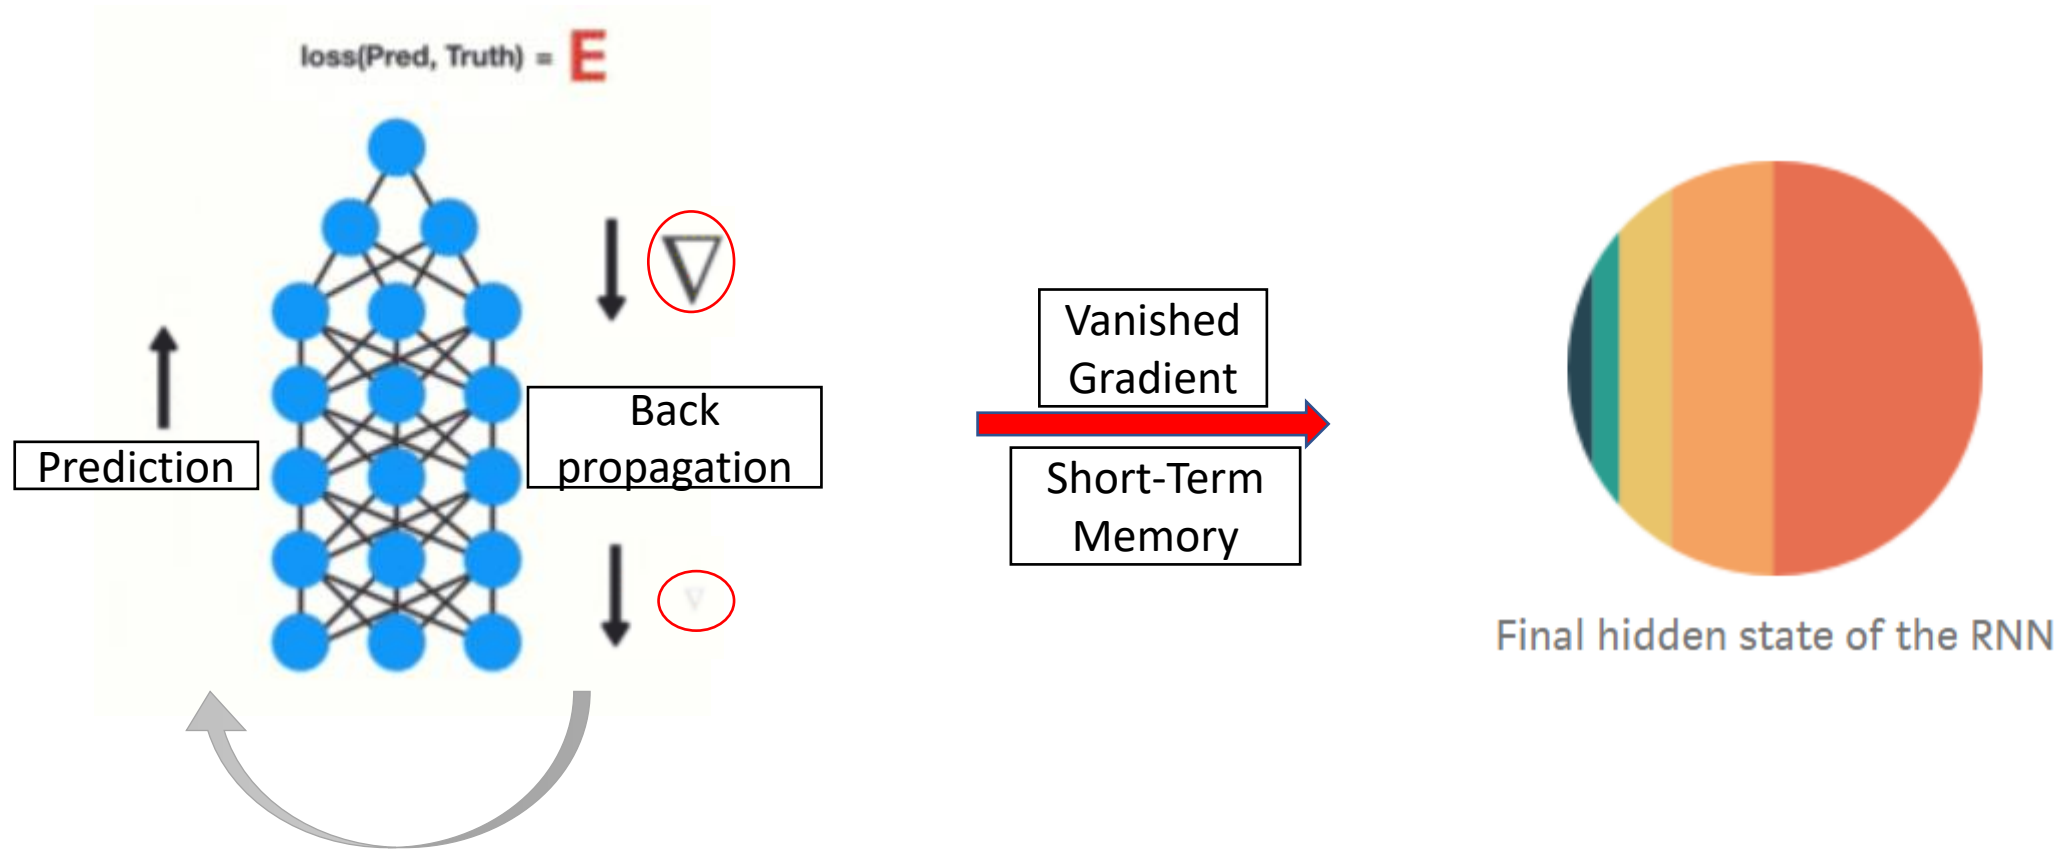 loss(Pred, Truth) = E
∇
Prediction
Back
propagation
∇
Vanished
Gradient
Short-Term
Memory
Final hidden state of the RNN